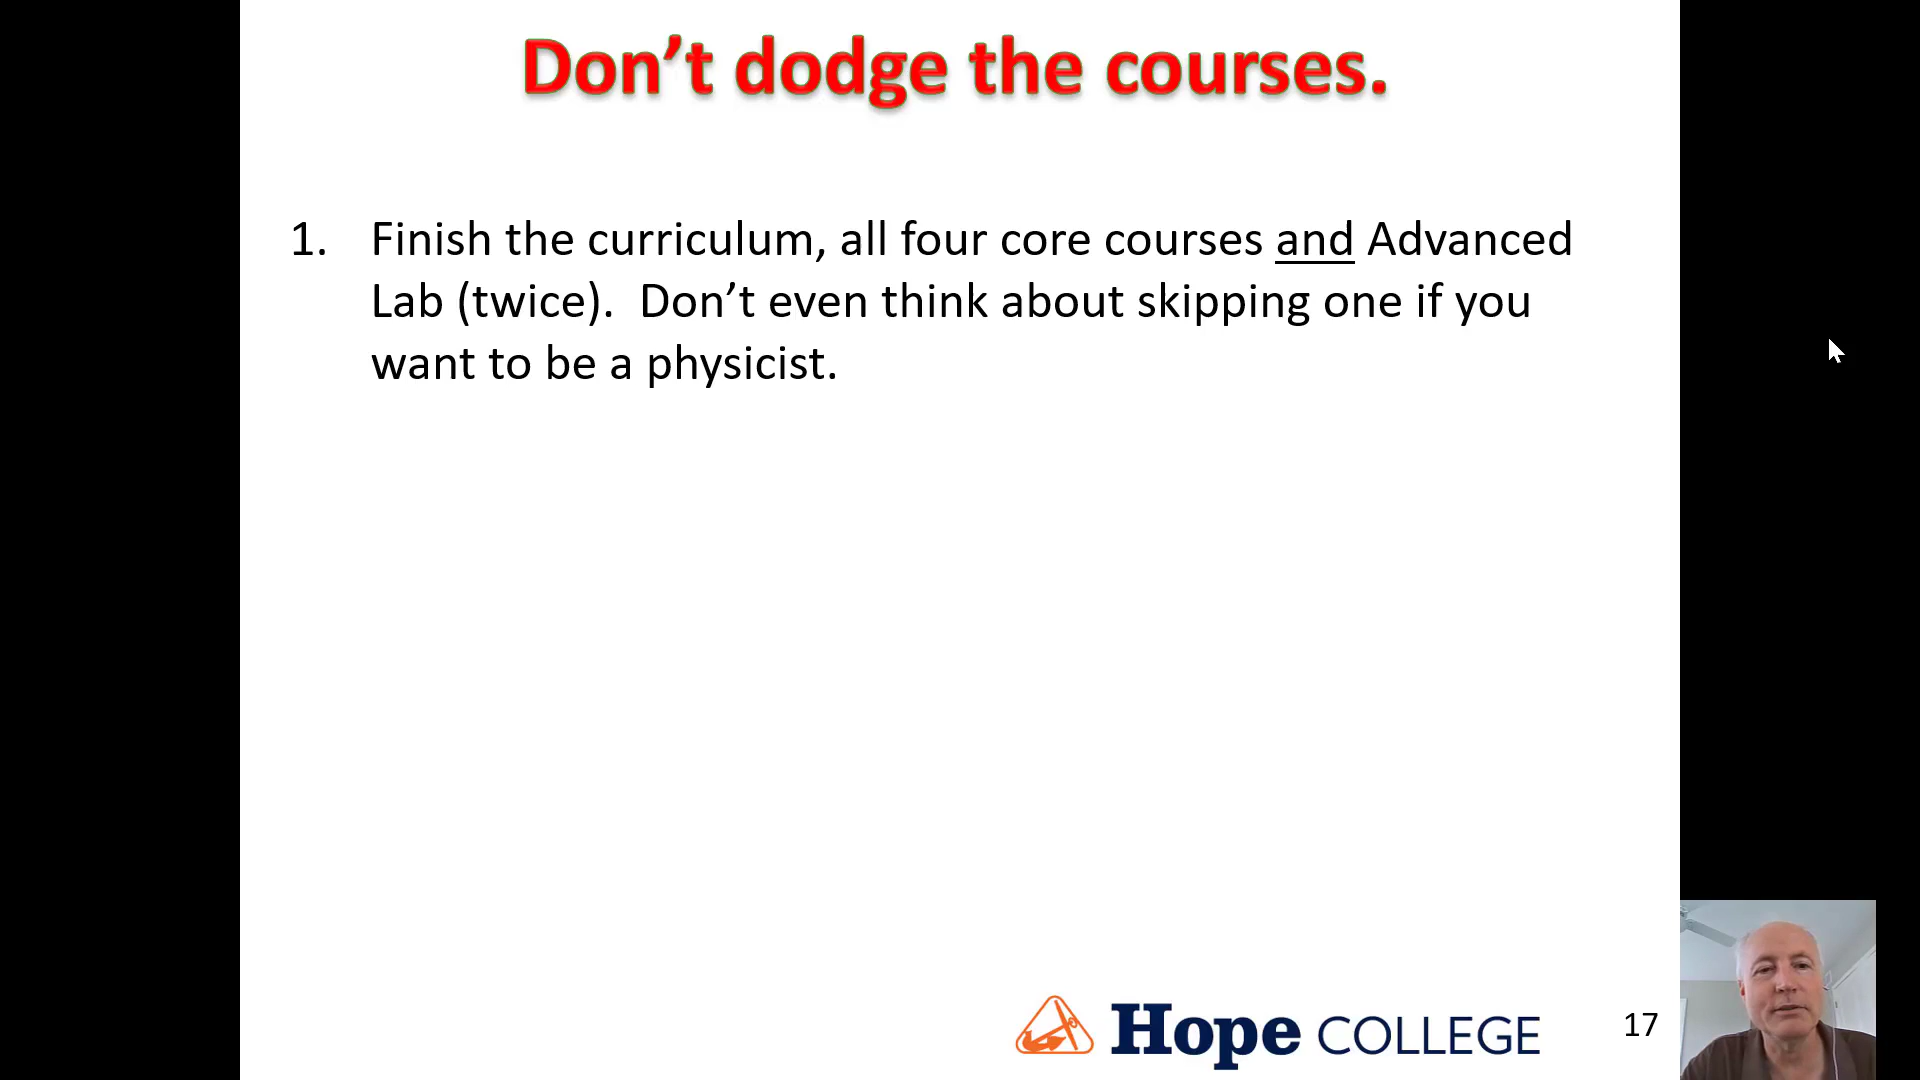 Don’t dodge the courses.
1. Finish the curriculum, all four core courses and Advanced
Lab (twice).  Don’t even think about skipping one if you
want to be a physicist.
Hope COLLEGE
17